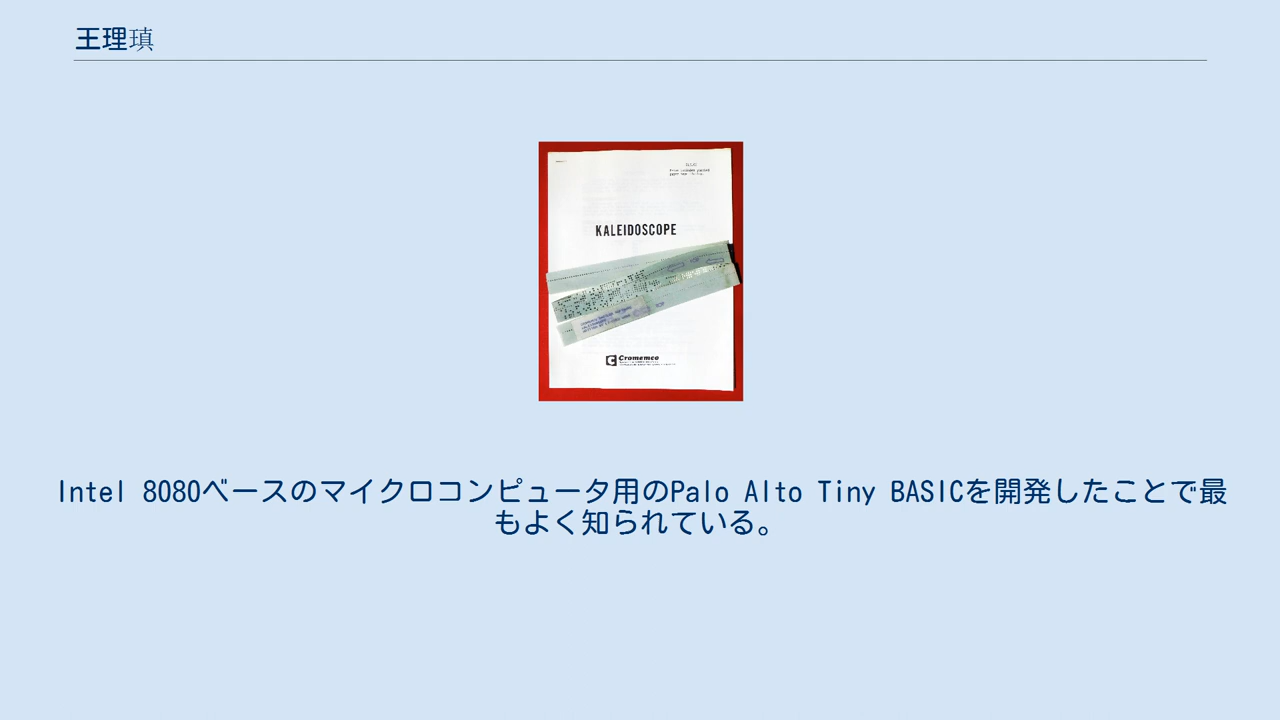 王理瑱
KALEIDOSCOPE
Cromemco
Intel 8080ベースのマイクロコンピュータ用のPalo Alto Tiny BASICを開発したことで最
もよく知られている。